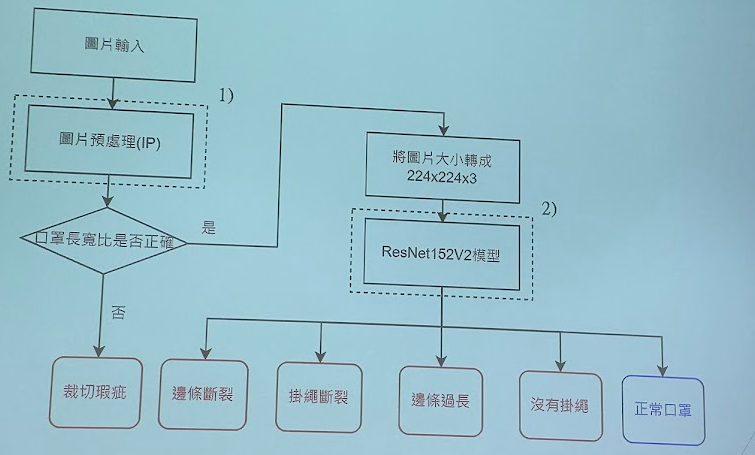 圖片輸入
1)
圖片預處理(IP)
口罩長寬比是否正確
是
否
將圖片大小轉成
224x224x3
2)
ResNet152V2模型
裁切瑕疵
邊條斷裂
掛繩斷裂
邊條過長
沒有掛繩
正常口罩